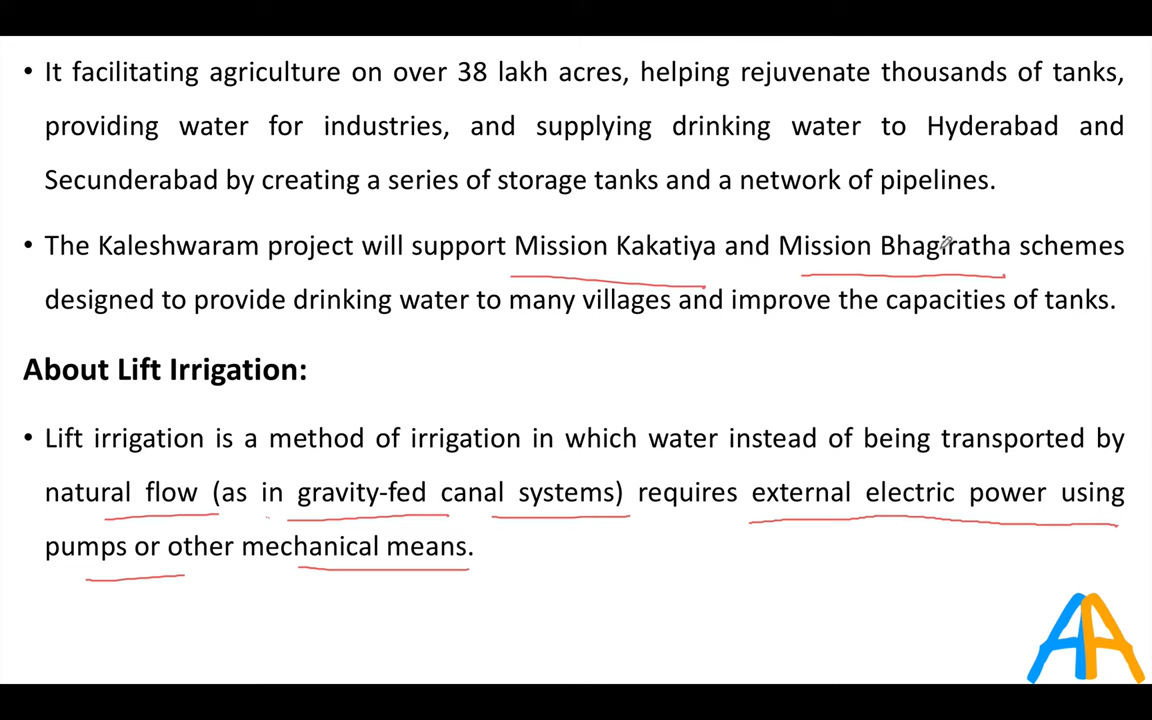 • It facilitating agriculture on over 38 lakh acres, helping rejuvenate thousands of tanks,
providing water for industries, and supplying drinking water to Hyderabad and
Secunderabad by creating a series of storage tanks and a network of pipelines.
• The Kaleshwaram project will support Mission Kakatiya and Mission Bhagiratha schemes
designed to provide drinking water to many villages and improve the capacities of tanks.
About Lift Irrigation:
• Lift irrigation is a method of irrigation in which water instead of being transported by
natural flow (as in gravity-fed canal systems) requires external electric power using
pumps or other mechanical means.
AA